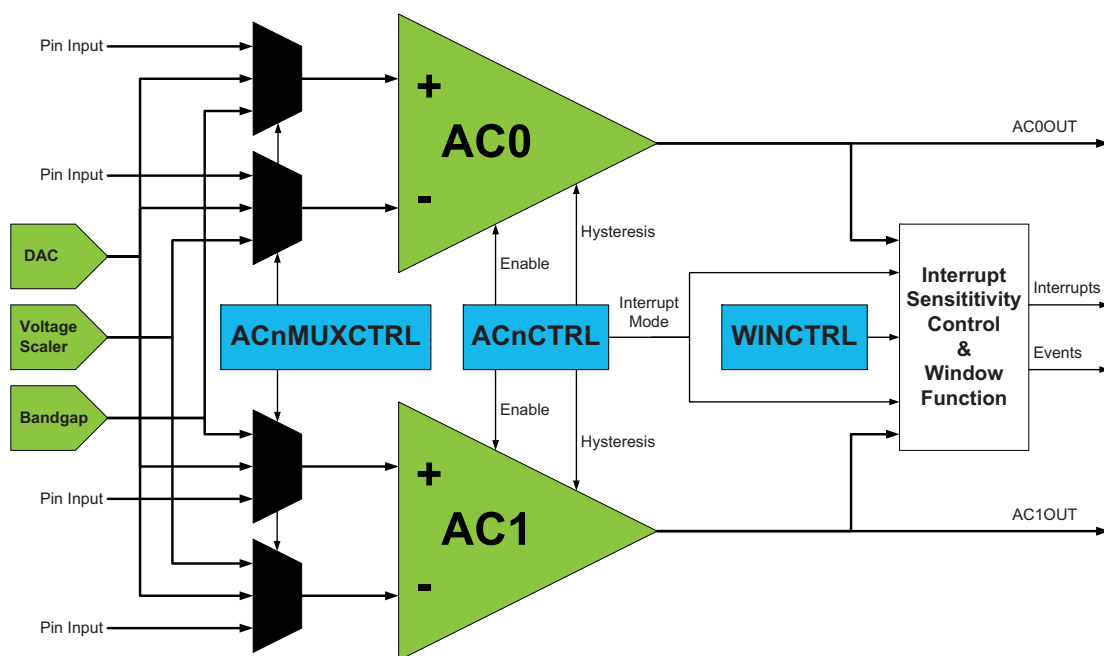 Pin Input
+
AC0
-
AC0OUT
Pin Input
DAC
Voltage
Scaler
Bandgap
ACnMUXCTRL
Enable
Hysteresis
ACnCTRL
Interrupt
Mode
WINCTRL
Interrupt
Sensititivity
Control
&
Window
Function
Interrupts
Events
Enable
Hysteresis
Pin Input
+
AC1
-
AC1OUT
Pin Input